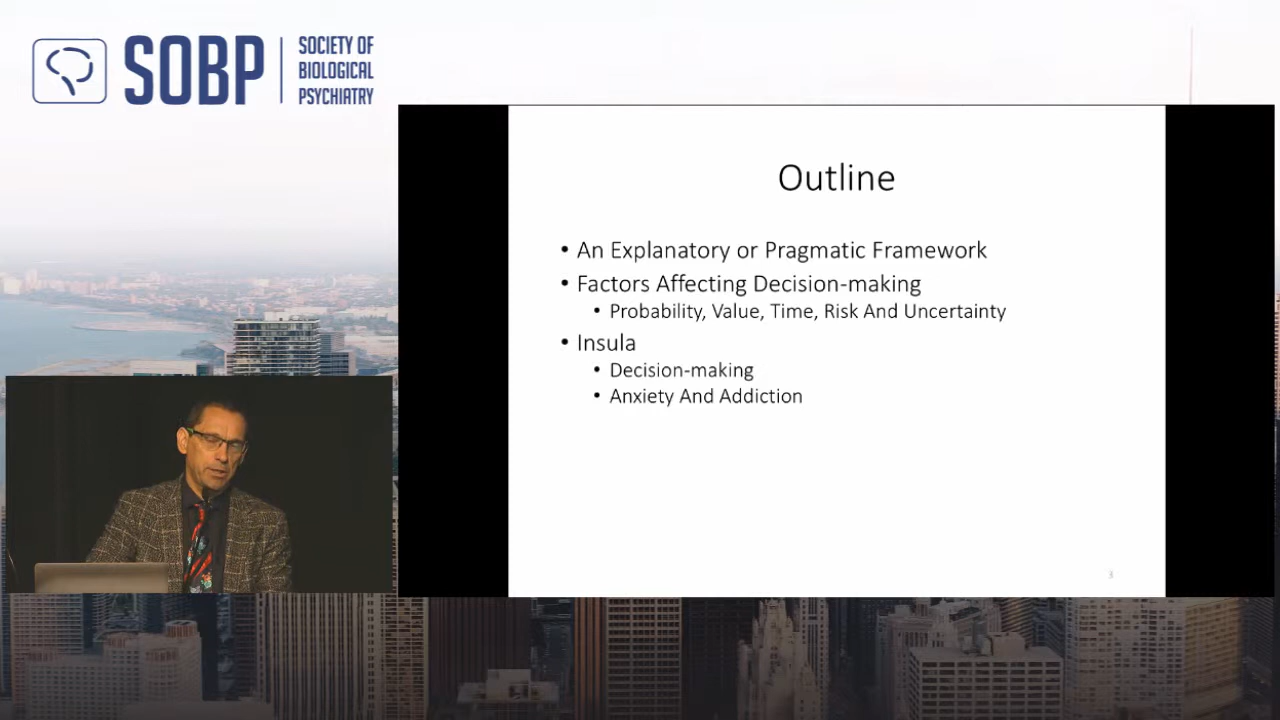 SOBP
SOCIETY OF
BIOLOGICAL
PSYCHIATRY
Outline
• An Explanatory or Pragmatic Framework
• Factors Affecting Decision-making
• Probability, Value, Time, Risk And Uncertainty
• Insula
• Decision-making
• Anxiety And Addiction
3